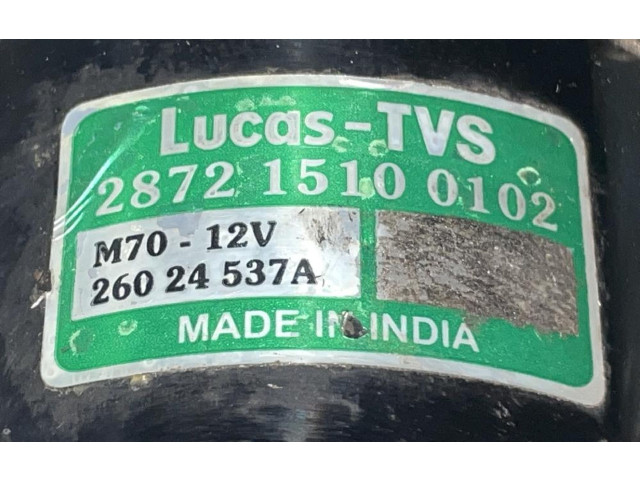 Lucas-TVS
2872 1510 0102
M70 - 12V
260 24 537A
MADE IN INDIA